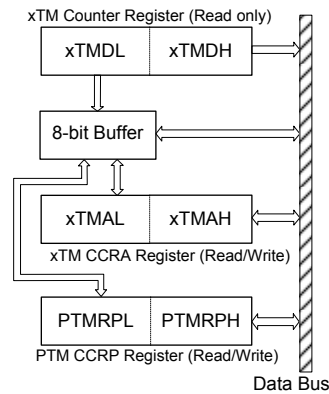 xTM Counter Register (Read only)
xTMDL xTMDH
8-bit Buffer
xTMAL xTMAH
xTM CCRA Register (Read/Write)
PTMRPL PTMRPH
PTM CCRP Register (Read/Write)
Data Bus